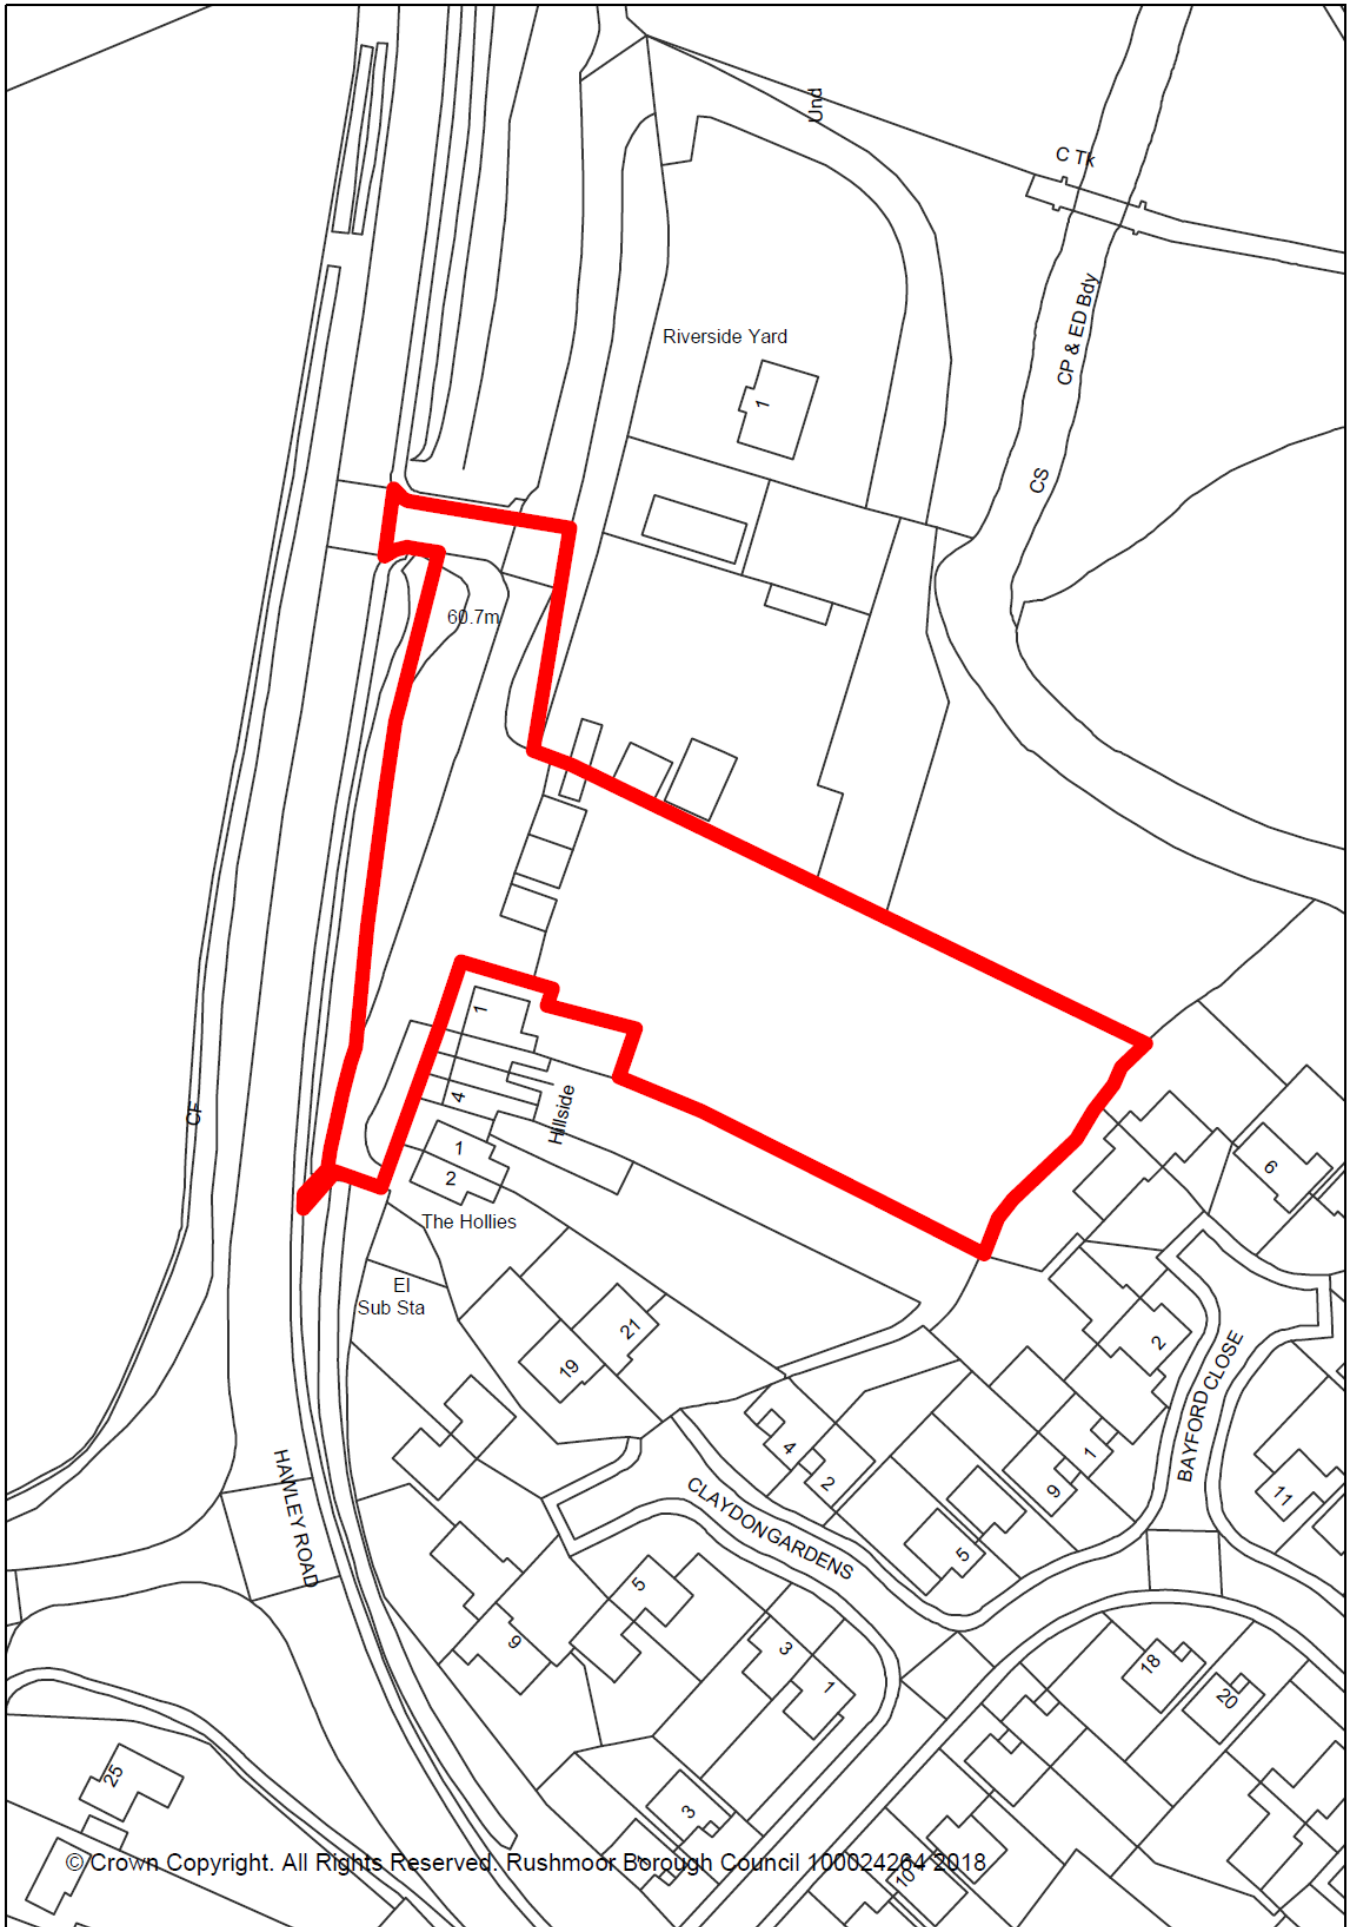 Und
C Tk
CP & ED Bdy
Riverside Yard
1
CS
60.7m
1
CF
4
Hillside
1
2
The Hollies
6
El
Sub Sta
21
19
2
BAYFORD CLOSE
4
2
1
9
11
HAWLEY ROAD
CLAYDON GARDENS
5
5
9
3
1
18
20
25
3
10
© Crown Copyright. All Rights Reserved. Rushmoor Borough Council 100024264 2018